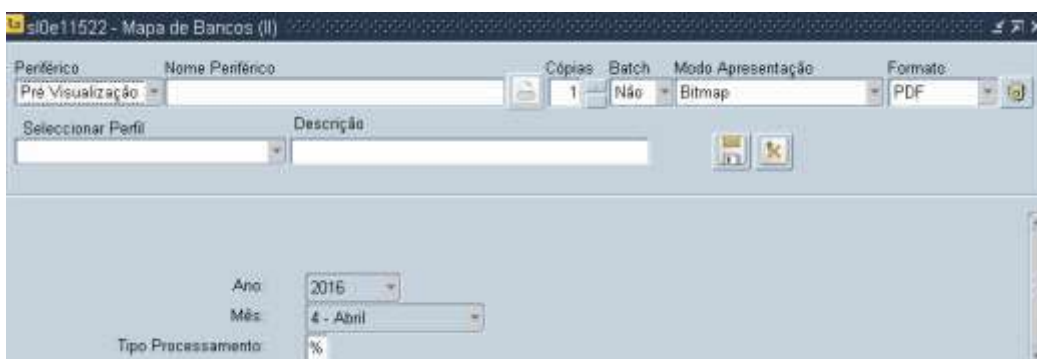 sl0e11522 - Mapa de Bancos (II)
Periférico Nome Periférico Cópias Batch Modo Apresentação Formato
Pré Visualização 1 Não Bitmap PDF
Seleccionar Perfil Descrição
Ano: 2016
Mês: 4 - Abril
Tipo Processamento: %